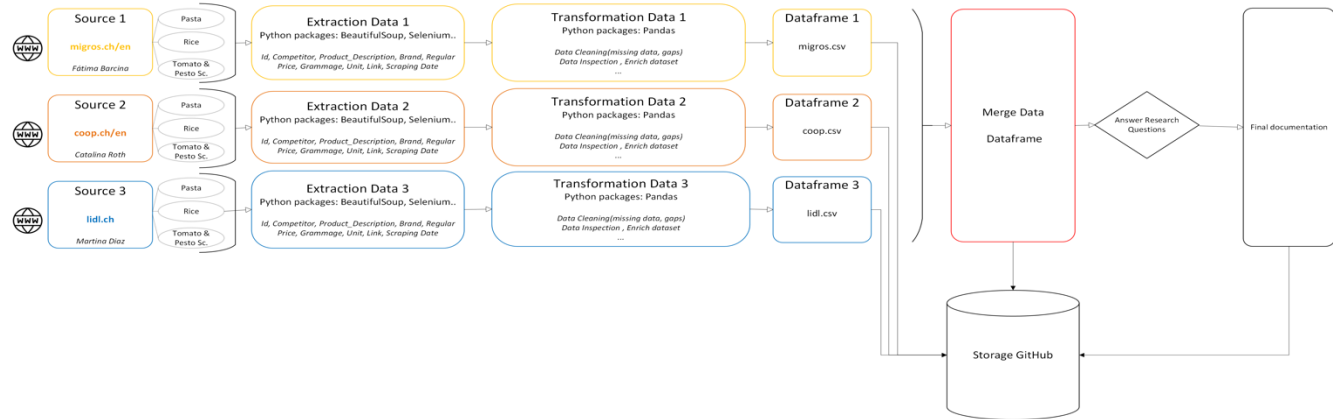 Source 1
migros.ch/en
Fátima Barcina
WWW
Pasta
Rice
Tomato &
Pesto Sc.
Extraction Data 1
Python packages: BeautifulSoup, Selenium..
Id, Competitor, Product_Description, Brand, Regular
Price, Grammage, Unit, Link, Scraping Date
Transformation Data 1
Python packages: Pandas
Data Cleaning(missing data, gaps)
Data Inspection , Enrich dataset
...
Dataframe 1
migros.csv
Source 2
coop.ch/en
Catalina Roth
WWW
Pasta
Rice
Tomato &
Pesto Sc.
Extraction Data 2
Python packages: BeautifulSoup, Selenium..
Id, Competitor, Product_Description, Brand, Regular
Price, Grammage, Unit, Link, Scraping Date
Transformation Data 2
Python packages: Pandas
Data Cleaning(missing data, gaps)
Data Inspection , Enrich dataset
...
Dataframe 2
coop.csv
Source 3
lidl.ch
Martina Diaz
WWW
Pasta
Rice
Tomato &
Pesto Sc.
Extraction Data 3
Python packages: BeautifulSoup, Selenium..
Id, Competitor, Product_Description, Brand, Regular
Price, Grammage, Unit, Link, Scraping Date
Transformation Data 3
Python packages: Pandas
Data Cleaning(missing data, gaps)
Data Inspection , Enrich dataset
...
Dataframe 3
lidl.csv
Merge Data
Dataframe
Answer Research
Questions
Final documentation
Storage GitHub